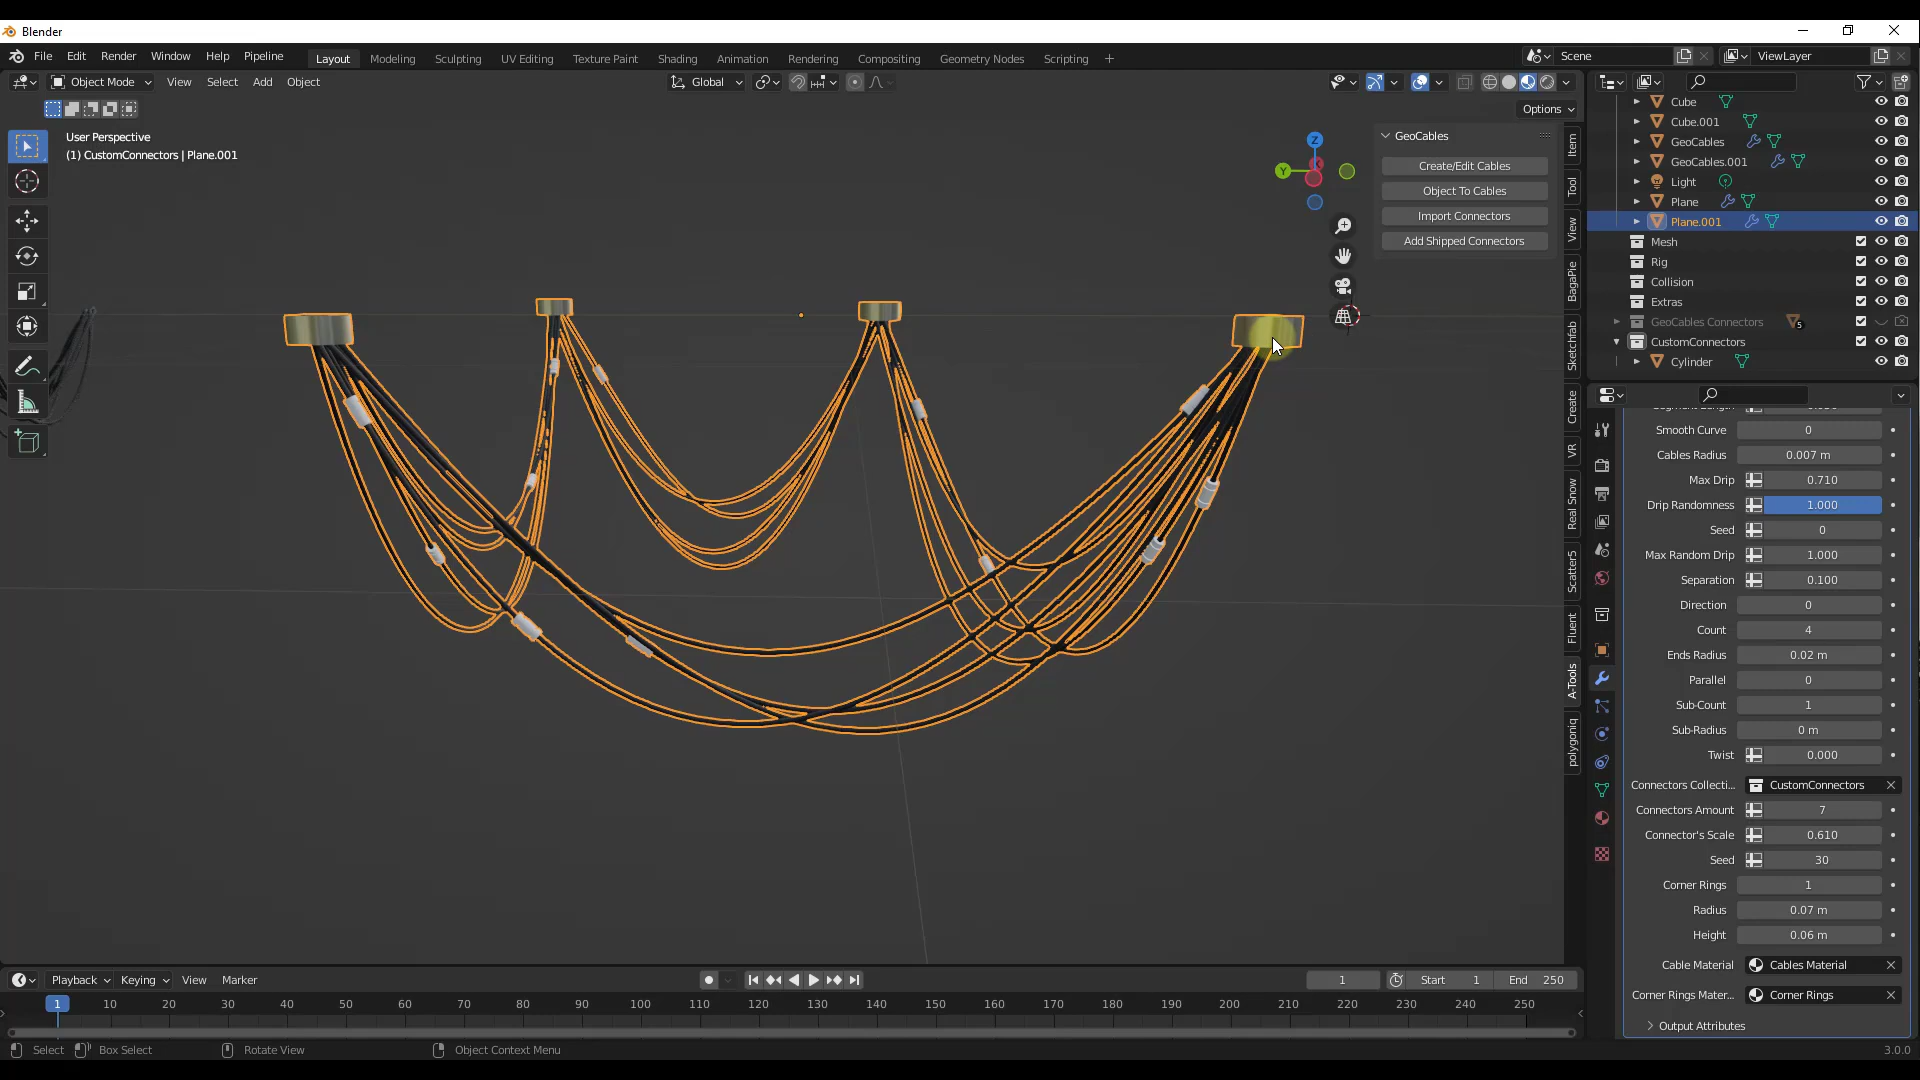 Blender
File Edit Render Window Help Pipeline Layout Modeling Sculpting UV Editing Texture Paint Shading Animation Rendering Compositing Geometry Nodes Scripting + Scene ViewLayer
Object Mode View Select Add Object Global
Options
User Perspective
(1) CustomConnectors | Plane.001
Z
Y
GeoCables
Create/Edit Cables
Object To Cables
Import Connectors
Add Shipped Connectors
Item
Tool
View
BagaPie
Sketchfab
Create
VR
Real Snow
Scatter5
Fluent
A-Tools
polygoniq
Cube
Cube.001
GeoCables
GeoCables.001
Light
Plane
Plane.001
Mesh
Rig
Collision
Extras
GeoCables Connectors 5
CustomConnectors
Cylinder
Smooth Curve 0
Cables Radius 0.007 m
Max Drip 0.710
Drip Randomness 1.000
Seed 0
Max Random Drip 1.000
Separation 0.100
Direction 0
Count 4
Ends Radius 0.02 m
Parallel 0
Sub-Count 1
Sub-Radius 0 m
Twist 0.000
Connectors Collecti... CustomConnectors
Connectors Amount 7
Connector's Scale 0.610
Seed 30
Corner Rings 1
Radius 0.07 m
Height 0.06 m
Cable Material Cables Material
Corner Rings Mater... Corner Rings
Output Attributes
Playback Keying View Marker 1 Start 1 End 250
1 10 20 30 40 50 60 70 80 90 100 110 120 130 140 150 160 170 180 190 200 210 220 230 240 250
Select Box Select Rotate View Object Context Menu 3.0.0